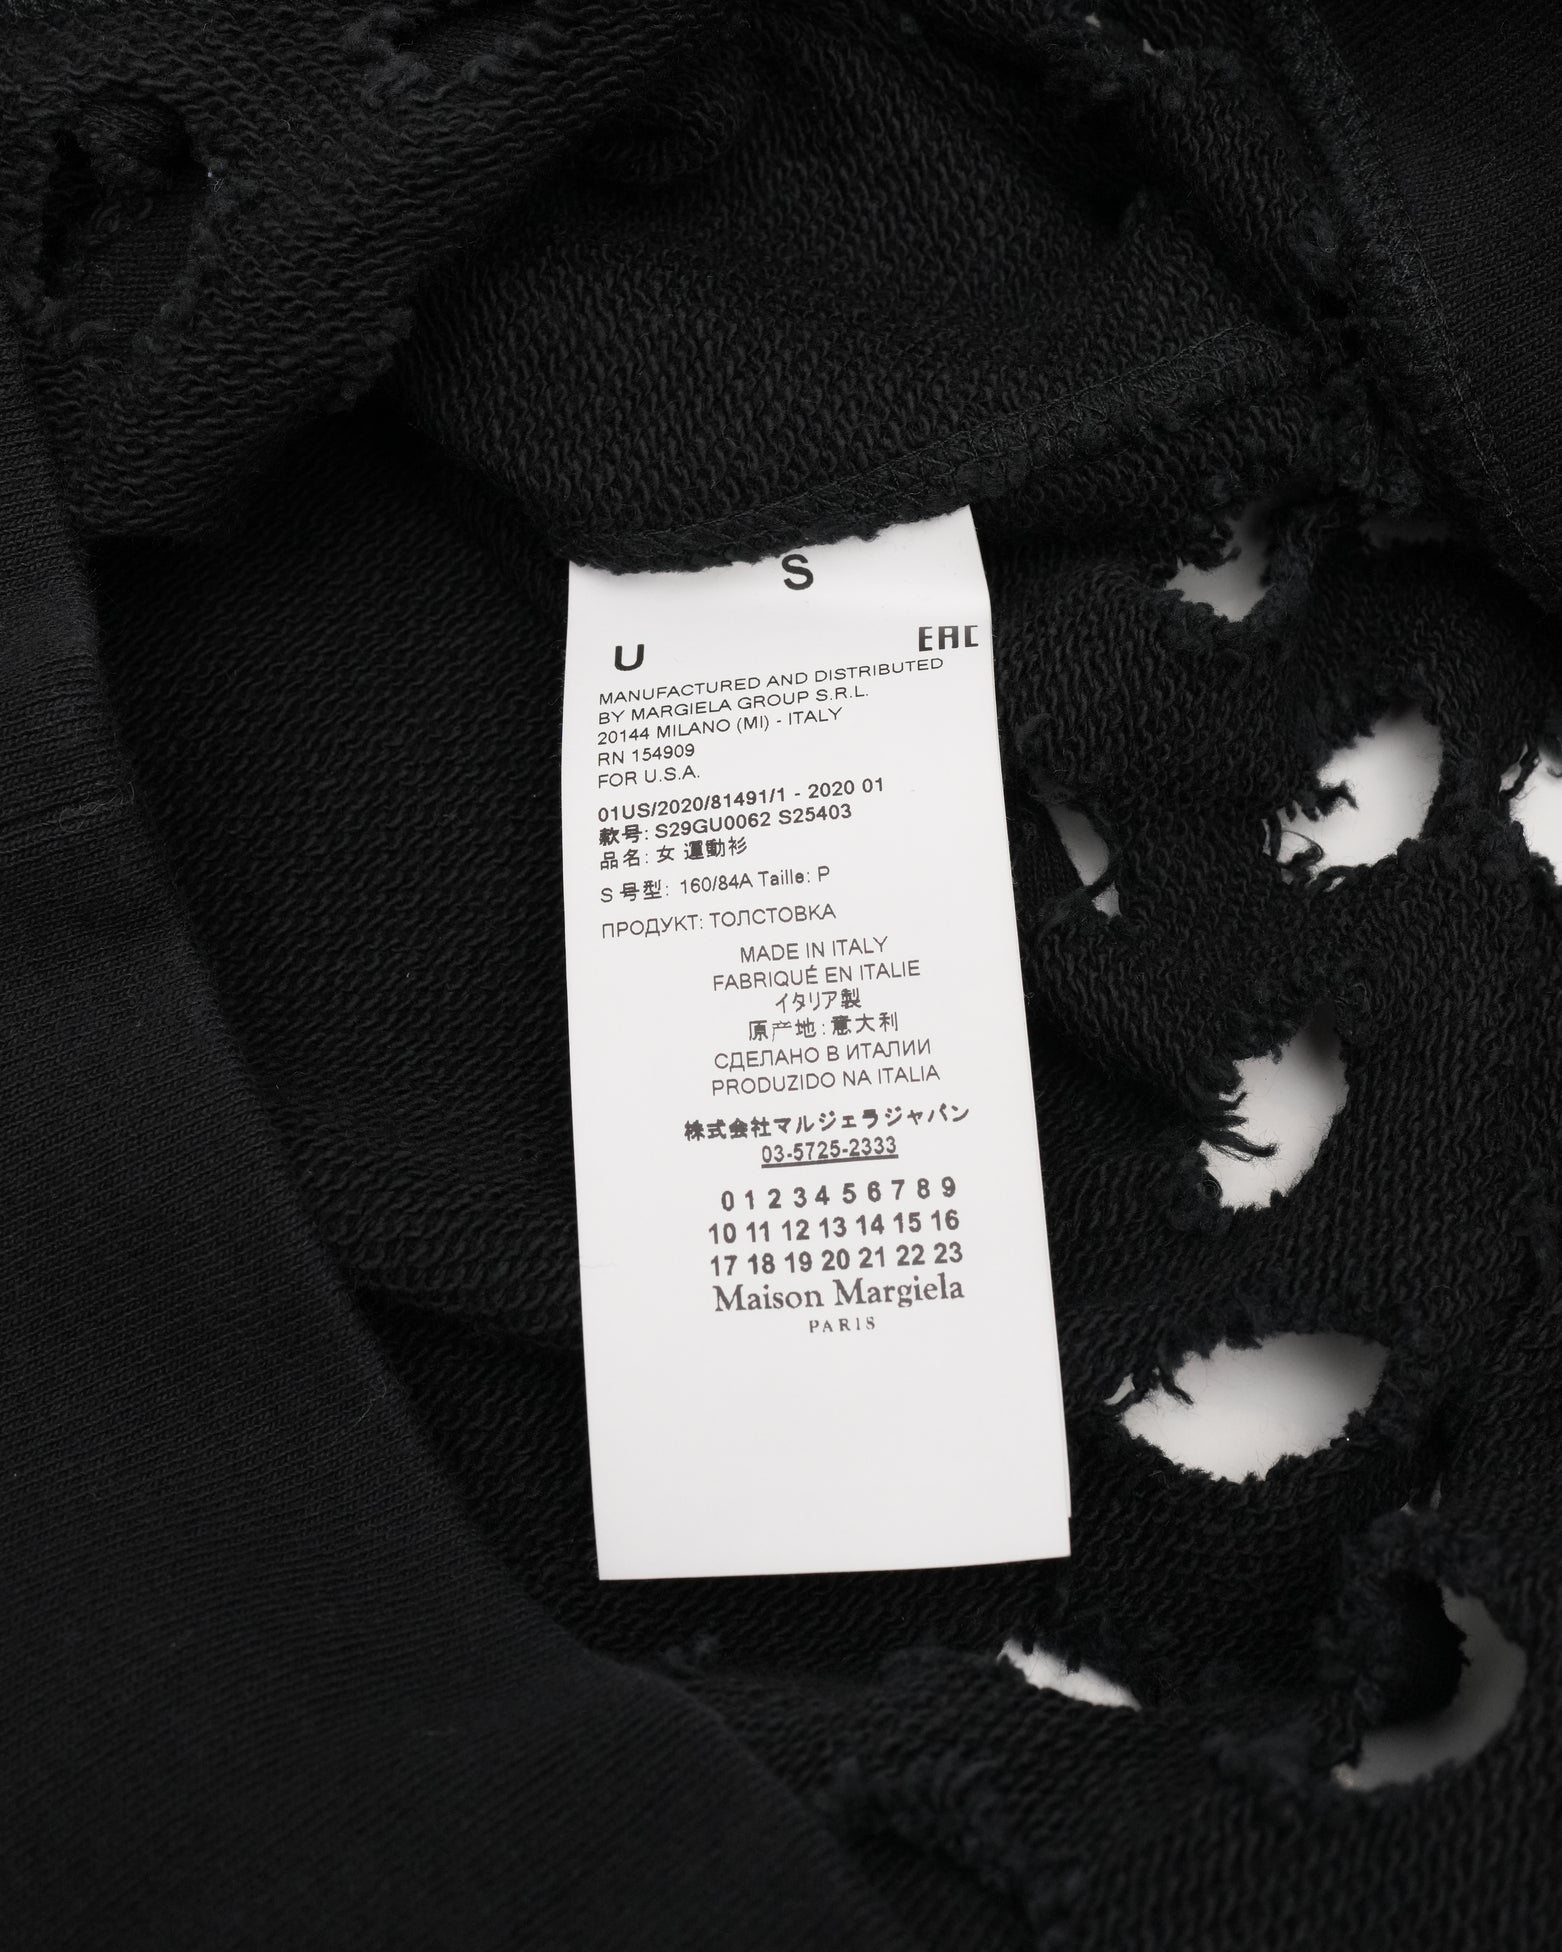 S
U EAC
MANUFACTURED AND DISTRIBUTED
BY MARGIELA GROUP S.R.L.
20144 MILANO (MI) - ITALY
RN 154909
FOR U.S.A.
01US/2020/81491/1 - 2020 01
款号: S29GU0062 S25403
品名: 女 運動衫
S 号型: 160/84A Taille: P
ПРОДУКТ: ТОЛСТОВКА
MADE IN ITALY
FABRIQUÉ EN ITALIE
イタリア製
原产地: 意大利
СДЕЛАНО В ИТАЛИИ
PRODUZIDO NA ITALIA
株式会社マルジェラジャパン
03-5725-2333
0 1 2 3 4 5 6 7 8 9
10 11 12 13 14 15 16
17 18 19 20 21 22 23
Maison Margiela
PARIS